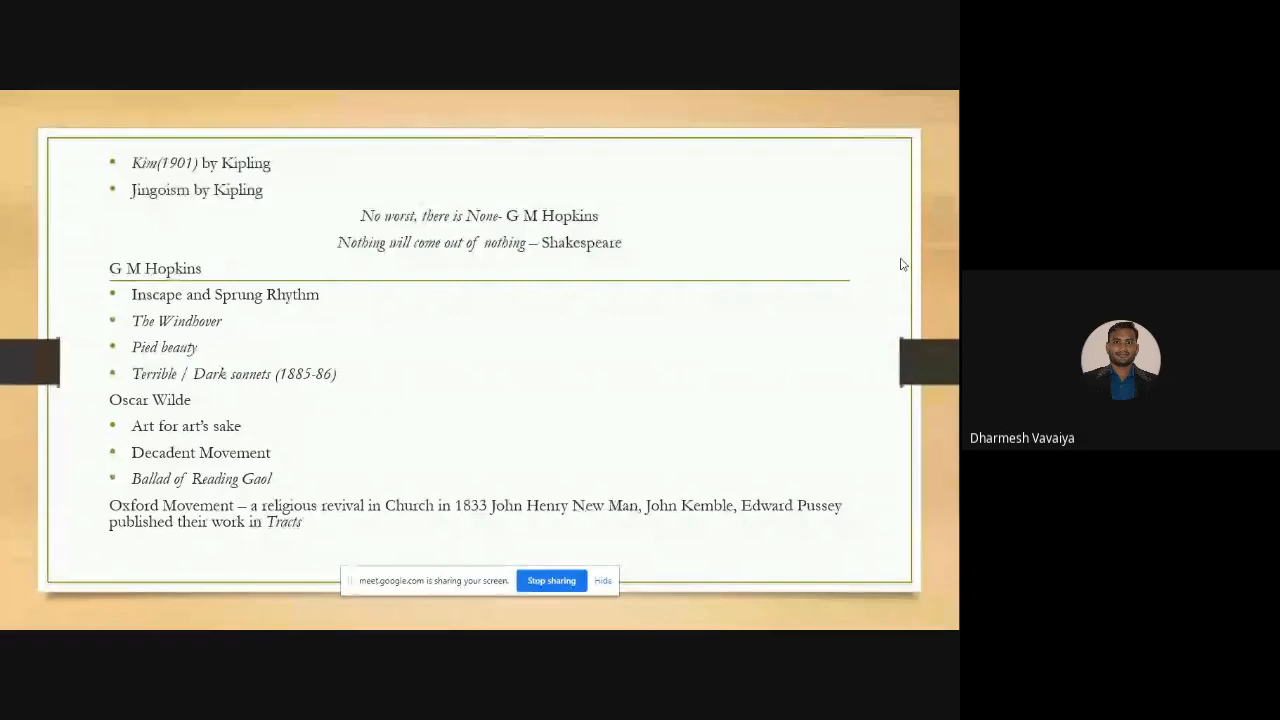 Kim(1901) by Kipling
Jingoism by Kipling
No worst, there is None- G M Hopkins
Nothing will come out of nothing – Shakespeare
G M Hopkins
Inscape and Sprung Rhythm
The Windhover
Pied beauty
Terrible / Dark sonnets (1885-86)
Oscar Wilde
Art for art's sake
Decadent Movement
Ballad of Reading Gaol
Oxford Movement – a religious revival in Church in 1833 John Henry New Man, John Kemble, Edward Pussey
published their work in Tracts
meet.google.com is sharing your screen. Stop sharing Hide
Dharmesh Vavaiya